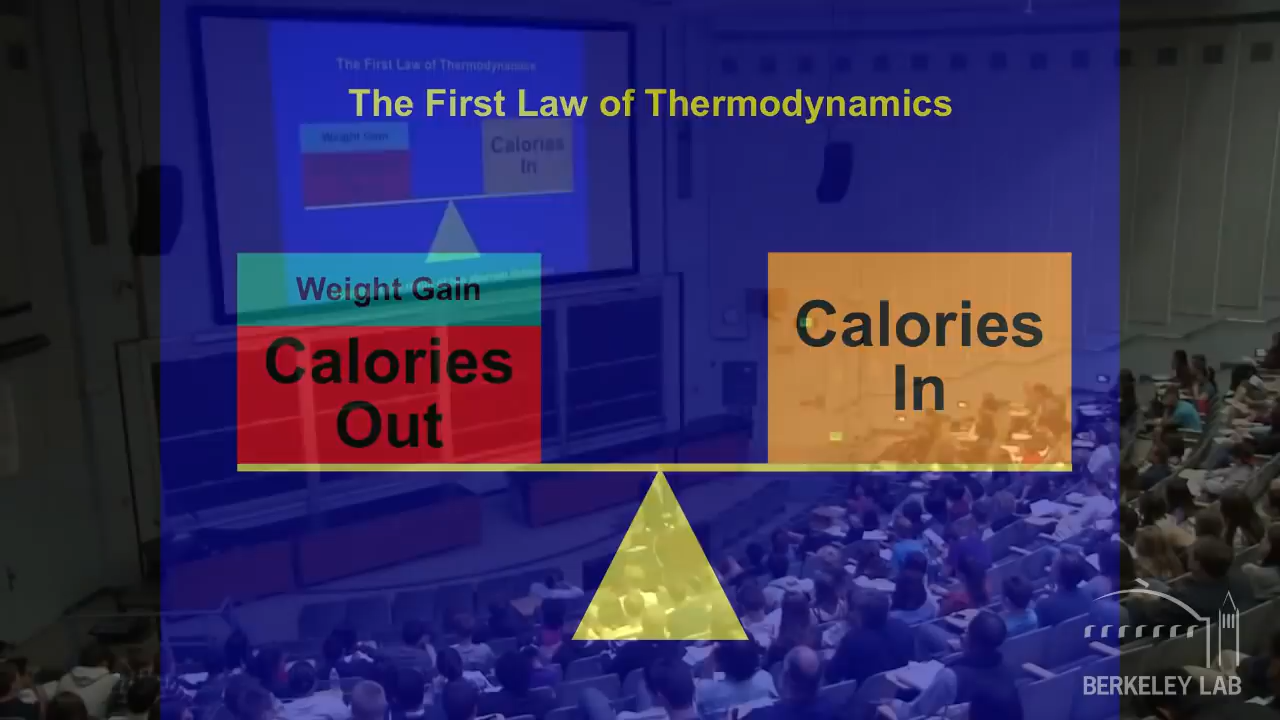 The First Law of Thermodynamics
The First Law of Thermodynamics
Weight Gain
Calories
In
Weight Gain
Calories
Out
Calories
In
BERKELEY LAB